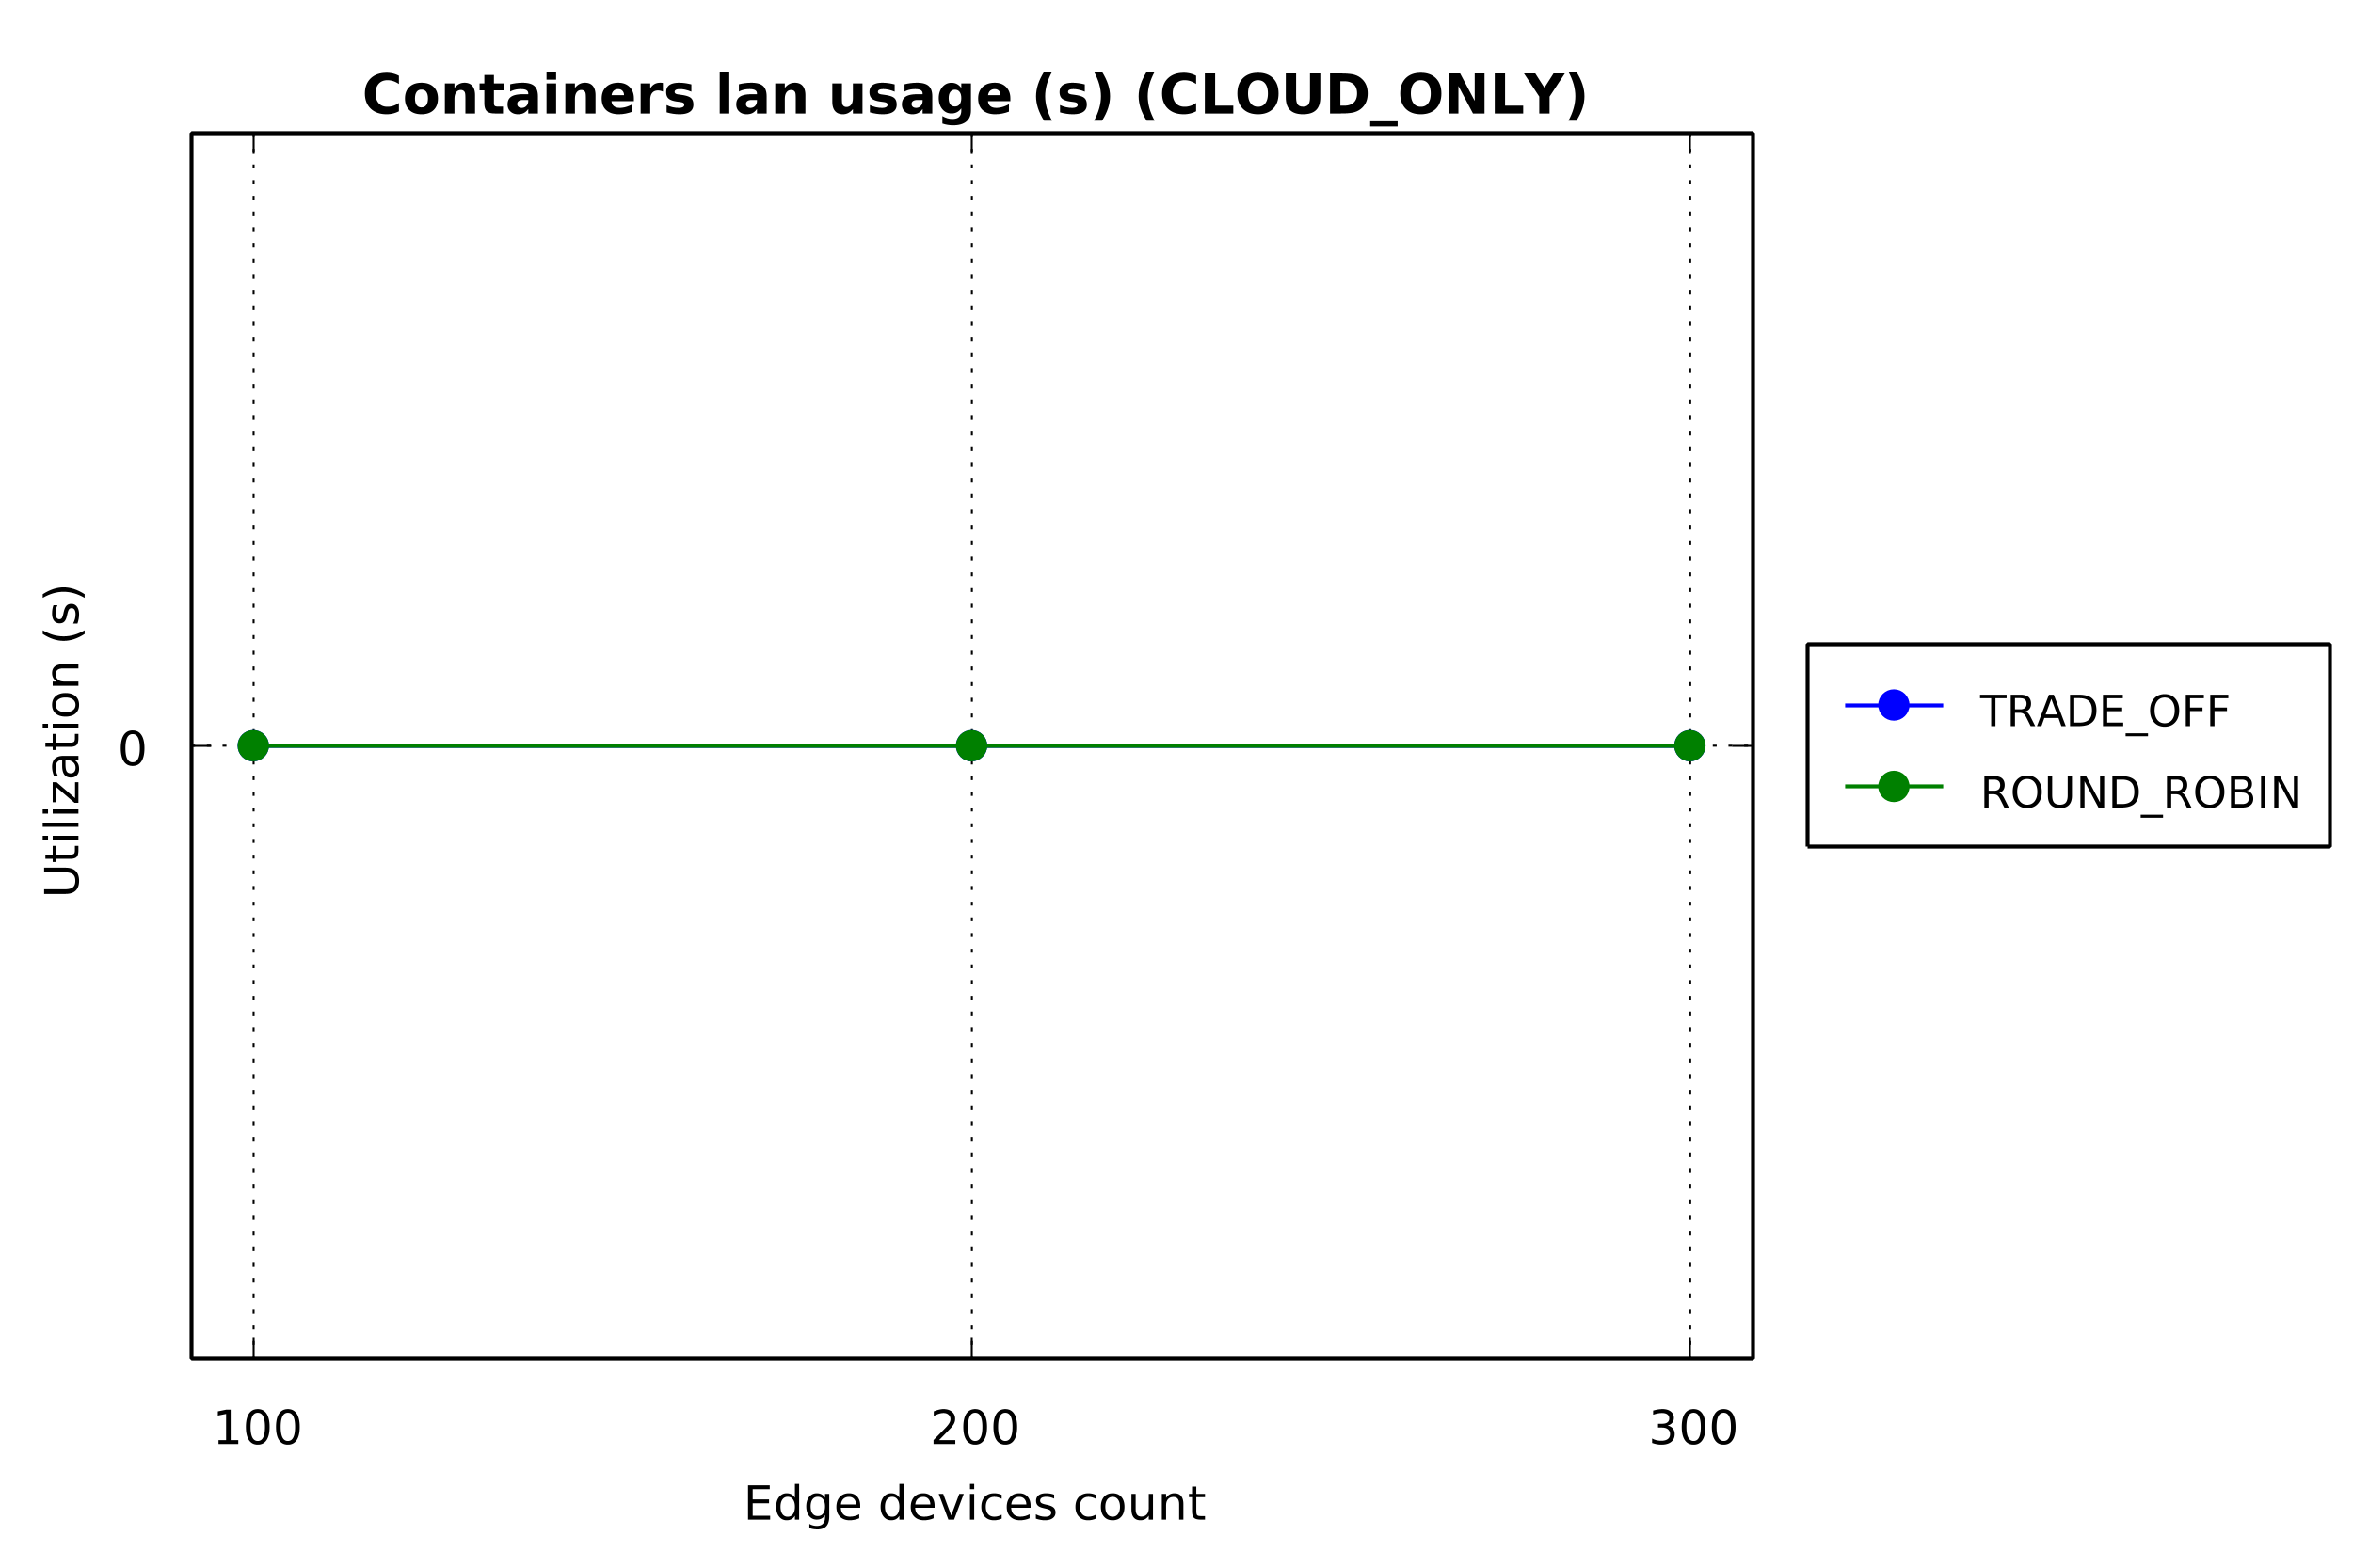 Containers lan usage (s) (CLOUD_ONLY)
Utilization (s)
0
TRADE_OFF
ROUND_ROBIN
100 200 300
Edge devices count